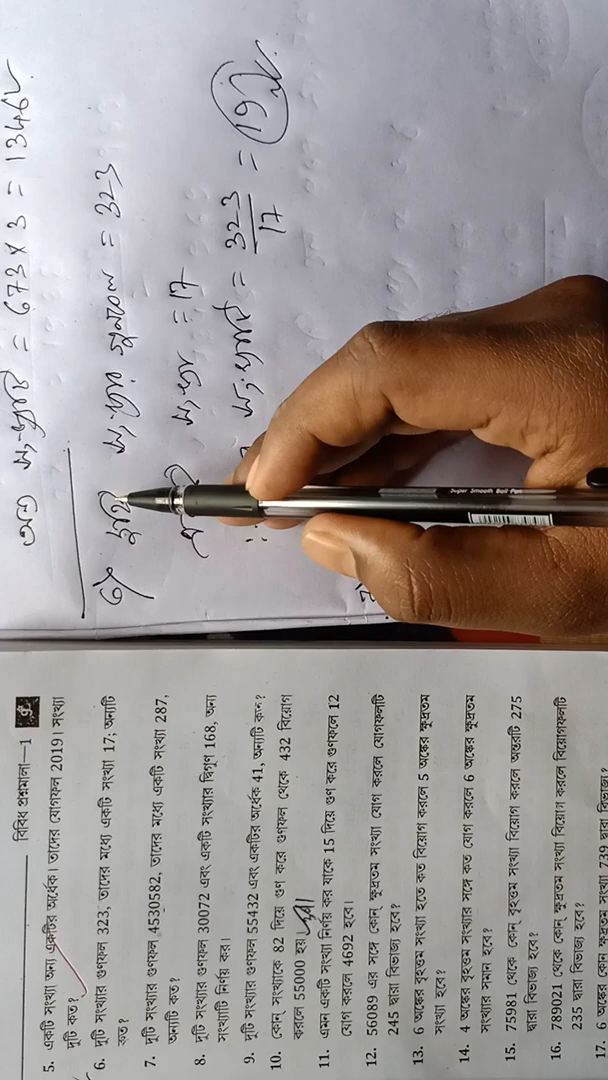 অন্য সংখ্যাটি = 673 × 3 = 1346
6) দুটি সংখ্যার গুণফল = 323
একটি সংখ্যা = 17
∴ সংখ্যাটি = 323/17 = 19
Super Smooth Ball Pen
বিবিধ প্রশ্নমালা—1
5. একটি সংখ্যা অন্য একটির অর্ধেক। তাদের যোগফল 2019। সংখ্যা
দুটি কত?
6. দুটি সংখ্যার গুণফল 323, তাদের মধ্যে একটি সংখ্যা 17; অন্যটি
কত?
7. দুটি সংখ্যার গুণফল 4530582, তাদের মধ্যে একটি সংখ্যা 287,
অন্যটি কত?
8. দুটি সংখ্যার গুণফল 30072 এবং একটি সংখ্যার দ্বিগুণ 168, অন্য
সংখ্যাটি নির্ণয় কর।
9. দুটি সংখ্যার গুণফল 55432 এবং একটির অর্ধেক 41, অন্যটি কত?
10. কোন্ সংখ্যাকে 82 দিয়ে গুণ করে গুণফল থেকে 432 বিয়োগ
করলে 55000 হয়।
11. এমন একটি সংখ্যা নির্ণয় কর যাকে 15 দিয়ে গুণ করে গুণফলে 12
যোগ করলে 4692 হবে।
12. 56089 এর সঙ্গে কোন্ ক্ষুদ্রতম সংখ্যা যোগ করলে যোগফলটি
245 দ্বারা বিভাজ্য হবে?
13. 6 অঙ্কের বৃহত্তম সংখ্যা হতে কত বিয়োগ করলে 5 অঙ্কের ক্ষুদ্রতম
সংখ্যা হবে?
14. 4 অঙ্কের বৃহত্তম সংখ্যার সঙ্গে কত যোগ করলে 6 অঙ্কের ক্ষুদ্রতম
সংখ্যার সমান হবে?
15. 75981 থেকে কোন্ বৃহত্তম সংখ্যা বিয়োগ করলে অন্তরটি 275
দ্বারা বিভাজ্য হবে?
16. 789021 থেকে কোন্ ক্ষুদ্রতম সংখ্যা বিয়োগ করলে বিয়োগফলটি
235 দ্বারা বিভাজ্য হবে?
17. 6 অঙ্কের কোন্ ক্ষুদ্রতম সংখ্যা 739 দ্বারা বিভাজ্য?